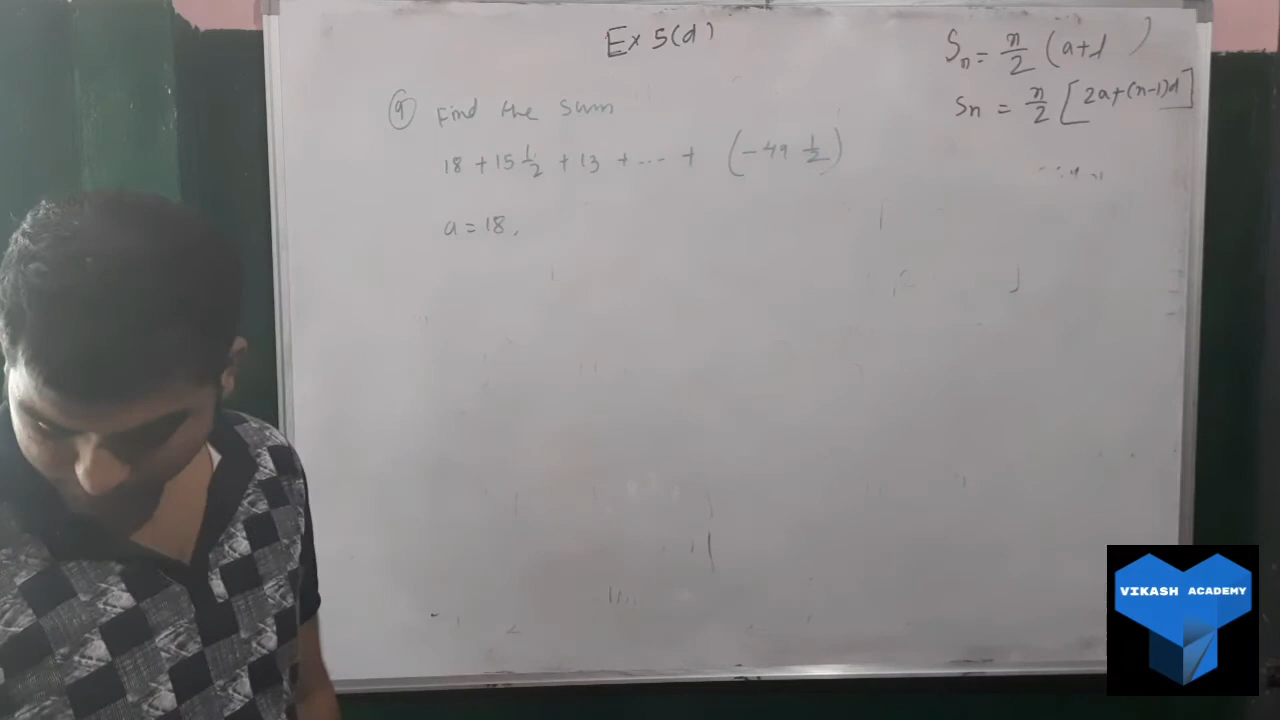 Ex 5(d)
Sn = n/2 (a+l )
Sn = n/2 [2a+(n-1)d]
9 Find the sum
18 + 15 1/2 + 13 + ... + (-49 1/2)
a = 18,
VIKASH ACADEMY